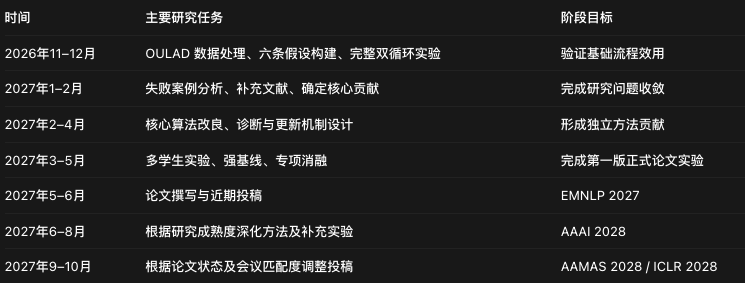 时间 主要研究任务 阶段目标
2026年11–12月 OULAD 数据处理、六条假设构建、完整双循环实验 验证基础流程效用
2027年1–2月 失败案例分析、补充文献、确定核心贡献 完成研究问题收敛
2027年2–4月 核心算法改良、诊断与更新机制设计 形成独立方法贡献
2027年3–5月 多学生实验、强基线、专项消融 完成第一版正式论文实验
2027年5–6月 论文撰写与近期投稿 EMNLP 2027
2027年6–8月 根据研究成熟度深化方法及补充实验 AAAI 2028
2027年9–10月 根据论文状态及会议匹配度调整投稿 AAMAS 2028 / ICLR 2028